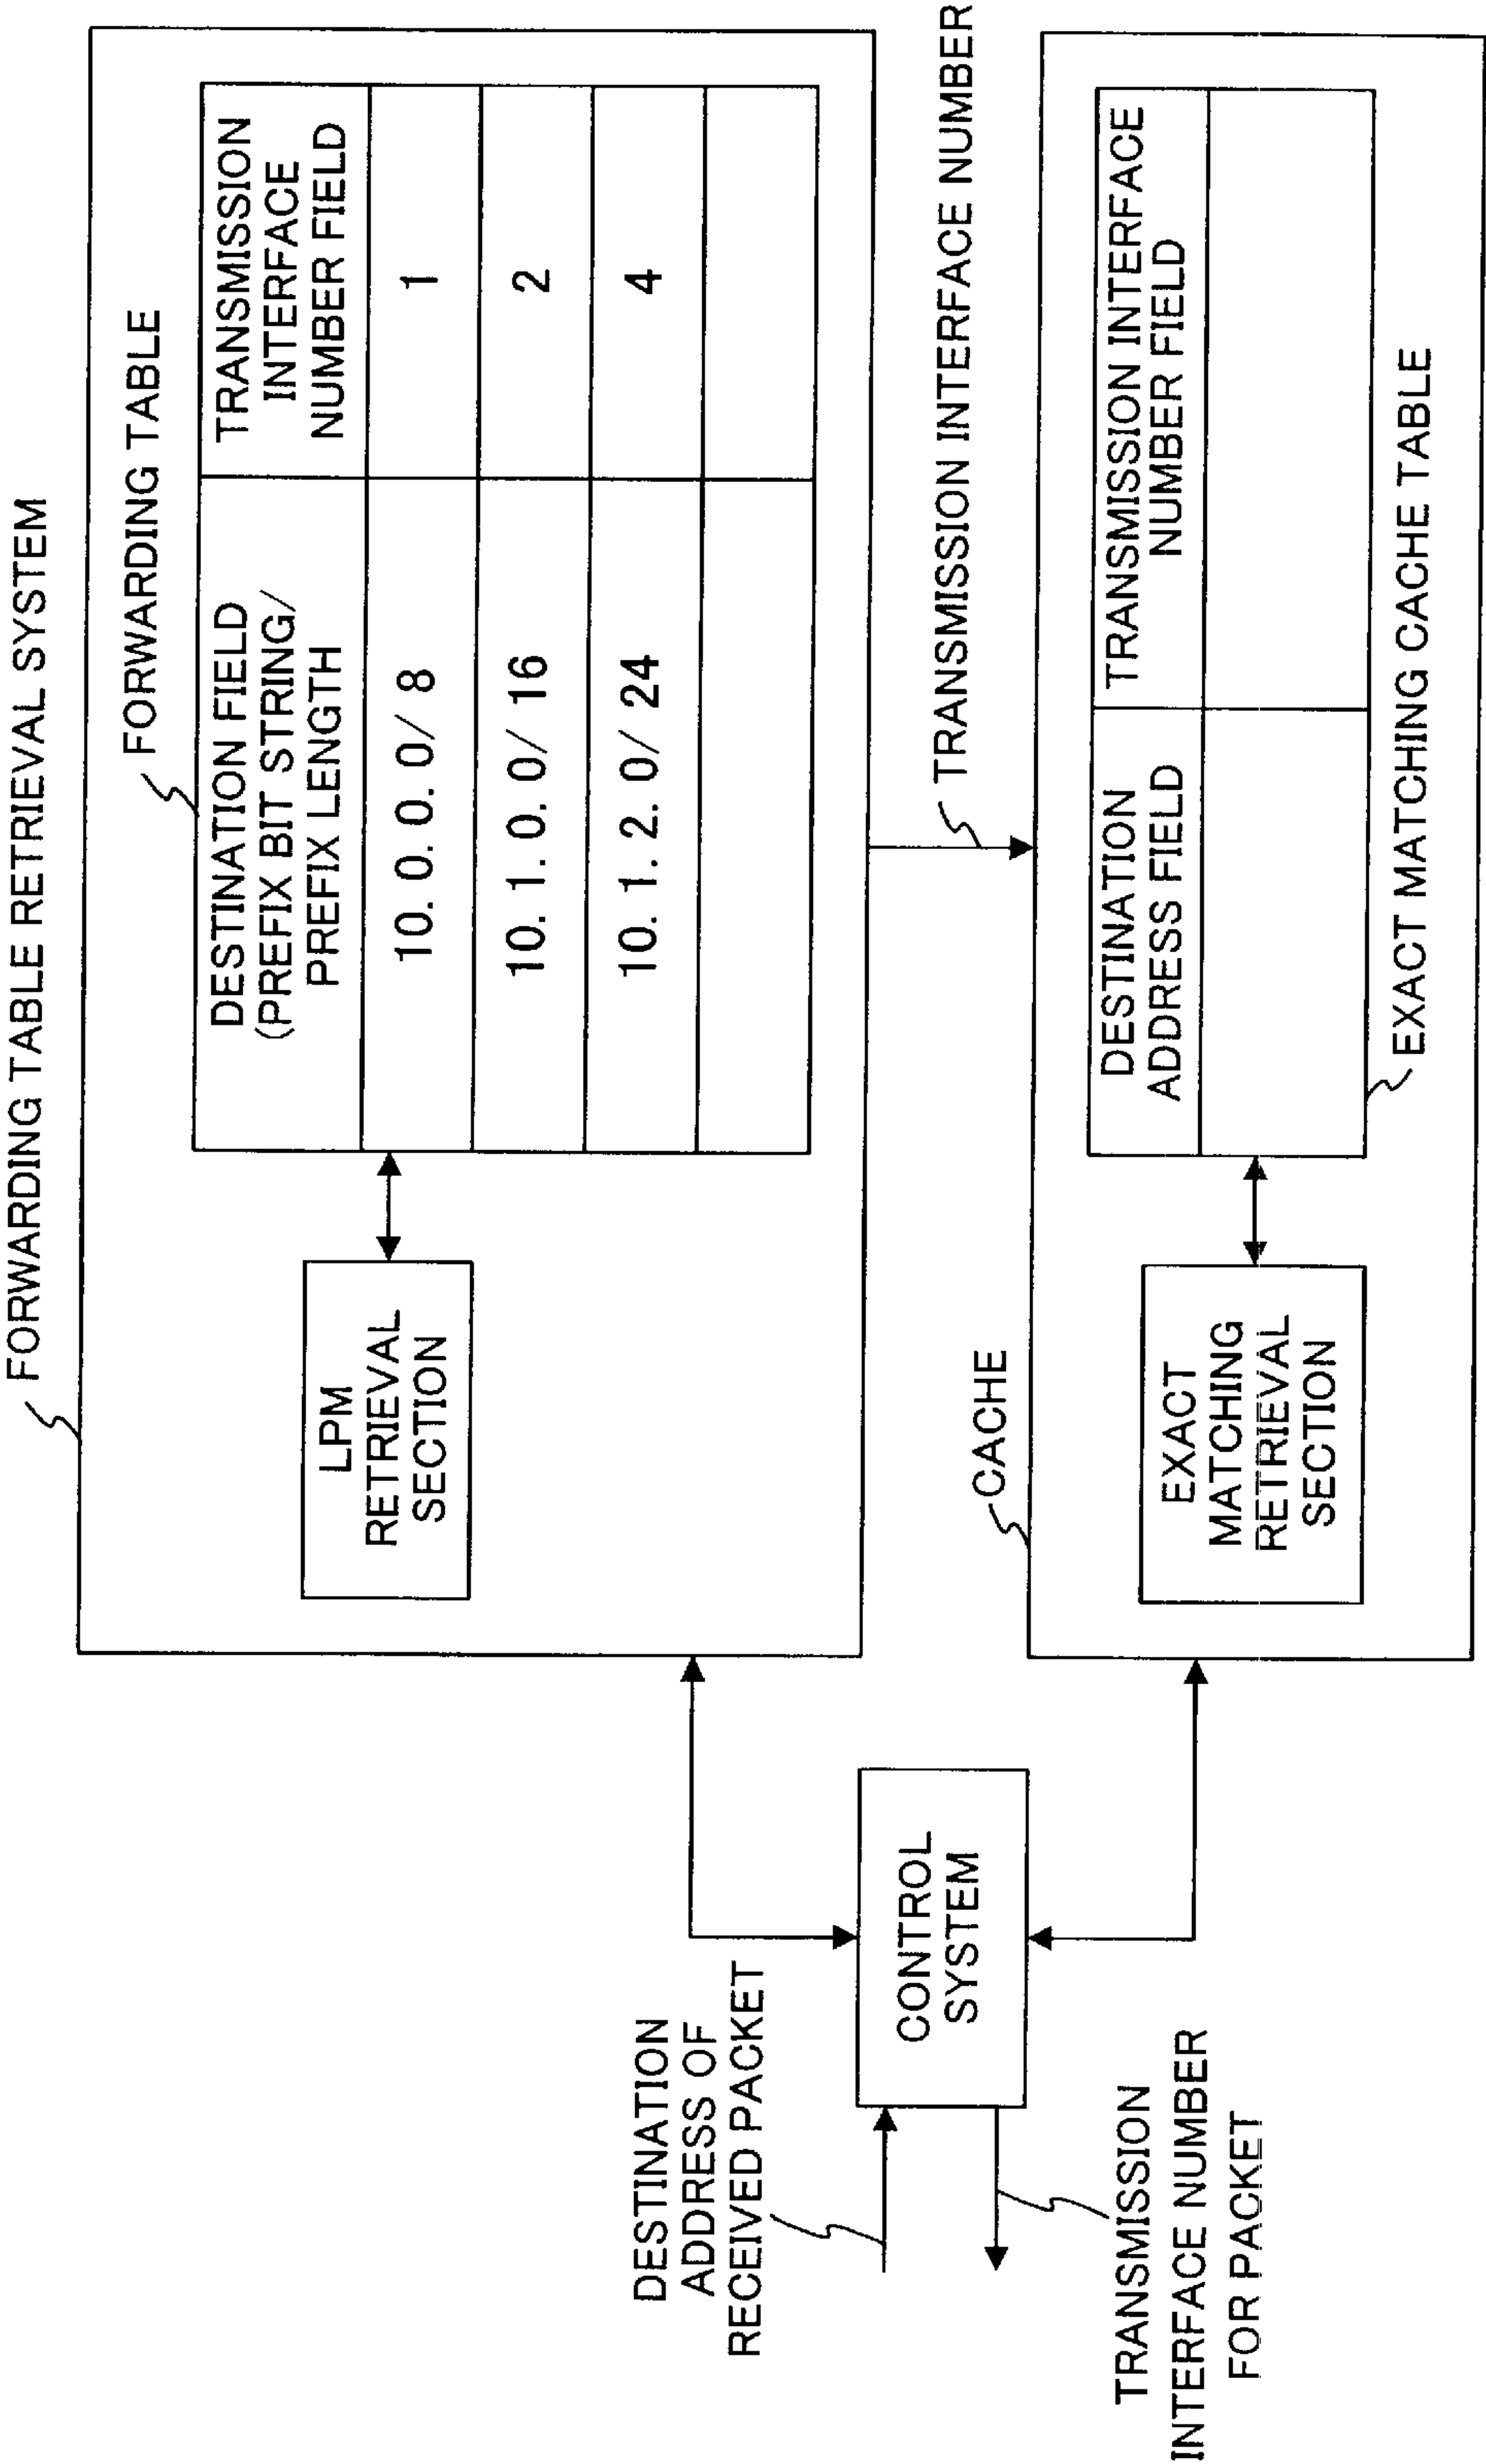 FORWARDING TABLE RETRIEVAL SYSTEM
FORWARDING TABLE
DESTINATION FIELD
(PREFIX BIT STRING/
PREFIX LENGTH
TRANSMISSION
INTERFACE
NUMBER FIELD
10. 0. 0. 0/ 8
1
10. 1. 0. 0/ 16
2
10. 1. 2. 0/ 24
4
LPM
RETRIEVAL
SECTION
DESTINATION
ADDRESS OF
RECEIVED PACKET
CONTROL
SYSTEM
TRANSMISSION
INTERFACE NUMBER
FOR PACKET
TRANSMISSION INTERFACE NUMBER
CACHE
EXACT
MATCHING
RETRIEVAL
SECTION
DESTINATION
ADDRESS FIELD
TRANSMISSION INTERFACE
NUMBER FIELD
EXACT MATCHING CACHE TABLE